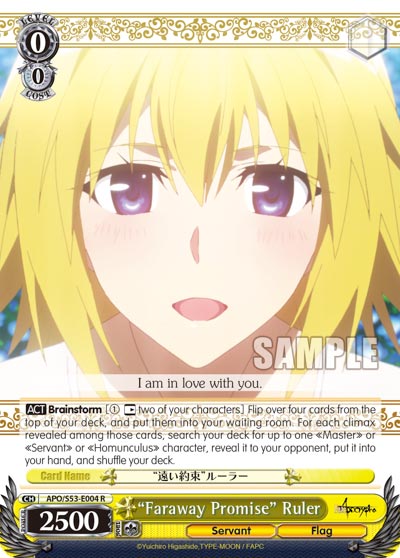 LEVEL
0
0
COST
SAMPLE
I am in love with you.
ACT Brainstorm [① two of your characters] Flip over four cards from the
top of your deck, and put them into your waiting room. For each climax
revealed among those cards, search your deck for up to one «Master» or
«Servant» or «Homunculus» character, reveal it to your opponent, put it into
your hand, and shuffle your deck.
Card Name
“遠い約束”ルーラー
CH APO/S53-E004 R
“Faraway Promise” Ruler
Apocrypha
POWER
2500
SOUL
Servant
Flag
©Yuichiro Higashide,TYPE-MOON / FAPC